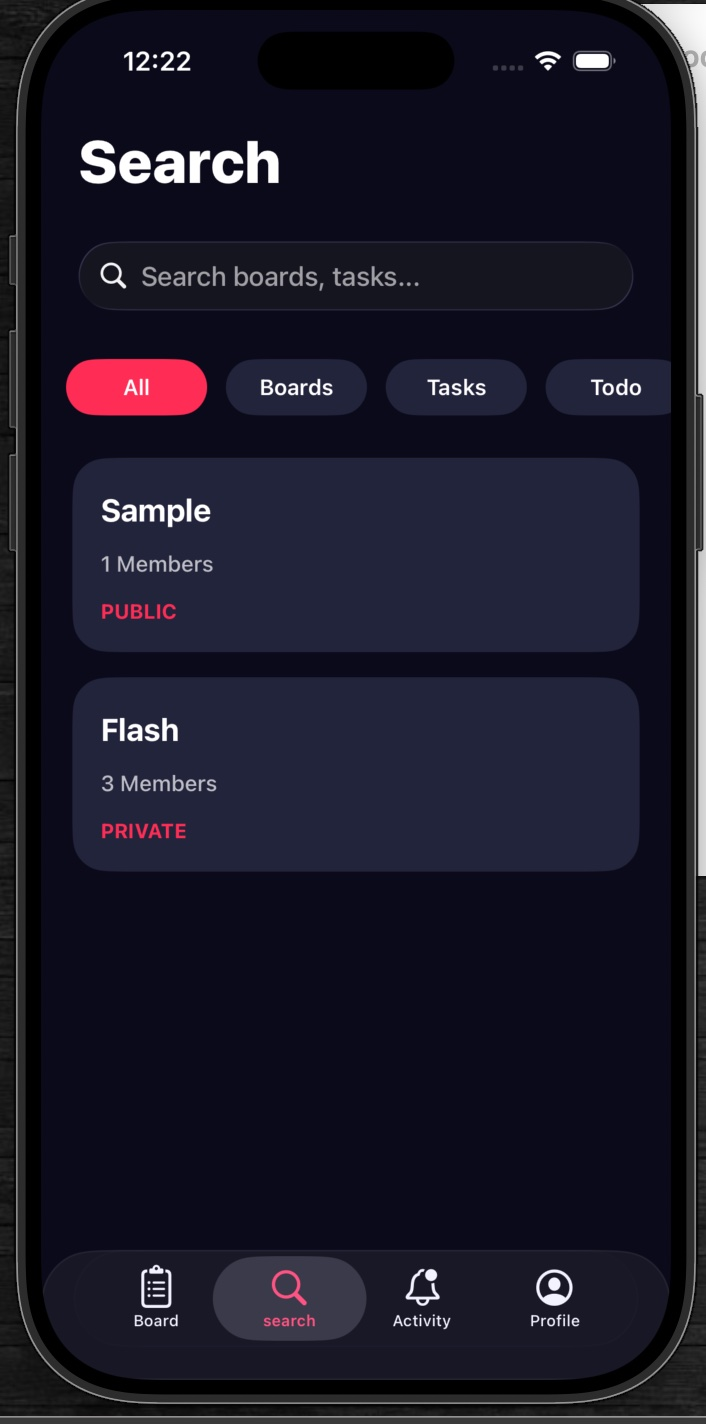 12:22
Search
Search boards, tasks...
All Boards Tasks Todo
Sample
1 Members
PUBLIC
Flash
3 Members
PRIVATE
Board search Activity Profile